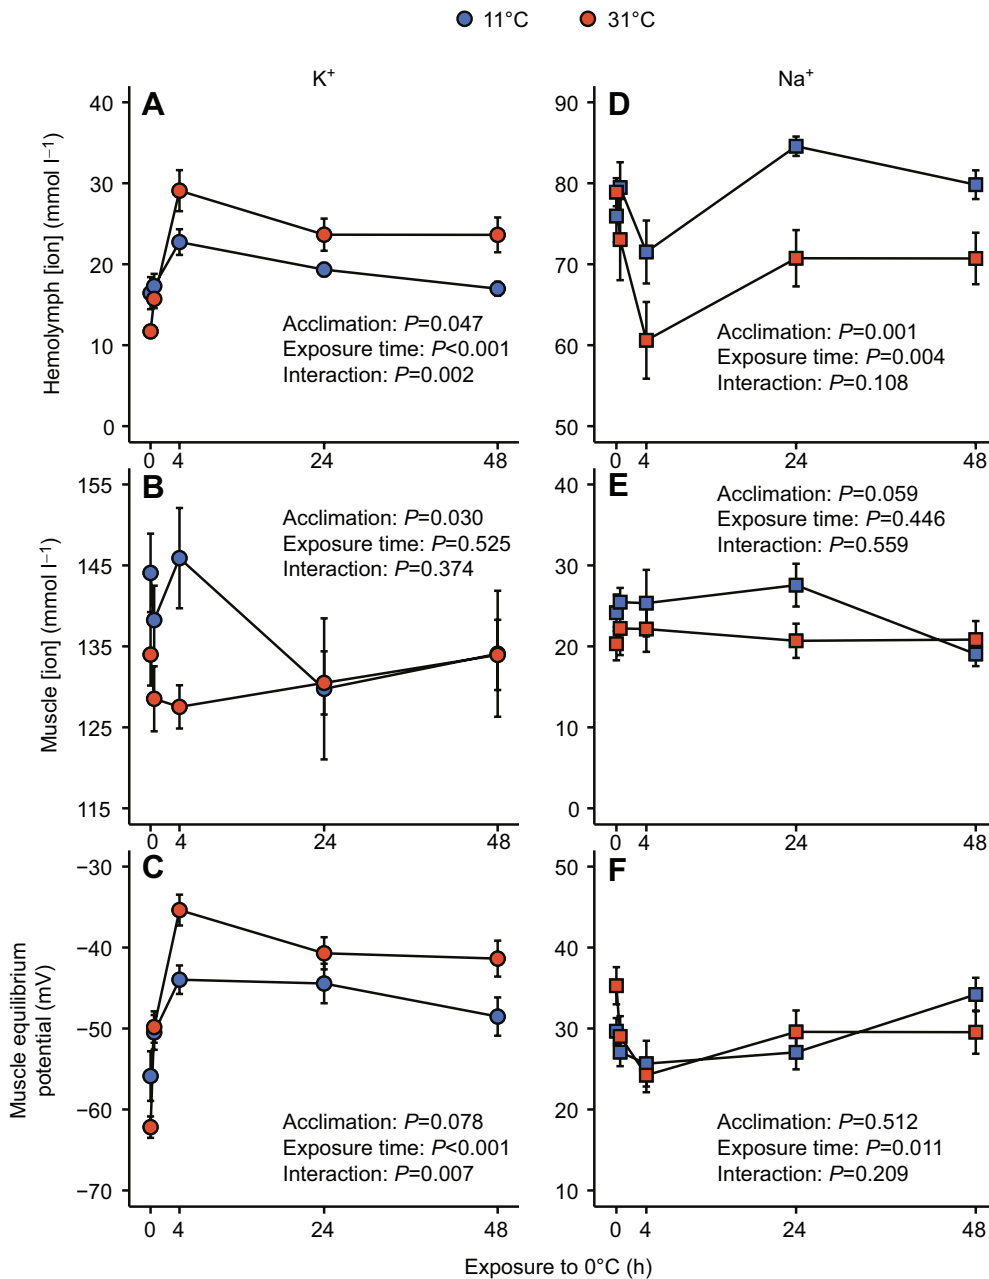 11°C 31°C
K⁺ Na⁺
A
Hemolymph [ion] (mmol l⁻¹)
40
30
20
10
0
Acclimation: P=0.047
Exposure time: P<0.001
Interaction: P=0.002
0 4 24 48
D
90
80
70
60
50
Acclimation: P=0.001
Exposure time: P=0.004
Interaction: P=0.108
0 4 24 48
B
Muscle [ion] (mmol l⁻¹)
155
145
135
125
115
Acclimation: P=0.030
Exposure time: P=0.525
Interaction: P=0.374
0 4 24 48
E
40
30
20
10
0
Acclimation: P=0.059
Exposure time: P=0.446
Interaction: P=0.559
0 4 24 48
C
Muscle equilibrium
potential (mV)
−30
−40
−50
−60
−70
Acclimation: P=0.078
Exposure time: P<0.001
Interaction: P=0.007
0 4 24 48
F
50
40
30
20
10
Acclimation: P=0.512
Exposure time: P=0.011
Interaction: P=0.209
0 4 24 48
Exposure to 0°C (h)